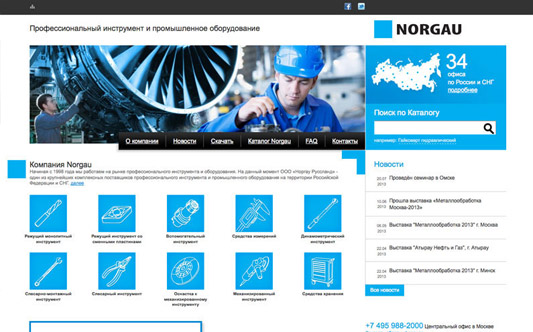 Профессиональный инструмент и промышленное оборудование
NORGAU
34
офиса
по России и СНГ
подробнее
Поиск по Каталогу
например: Гайковерт гидравлический
О компании Новости Скачать Каталог Norgau FAQ Контакты
Компания Norgau
Начиная с 1998 года мы работаем на рынке профессионального инструмента и оборудования. На данный момент ООО «Норгау Руссланд» -
один из крупнейших комплексных поставщиков профессионального инструмента и промышленного оборудования на территории Российской
Федерации и СНГ. далее
Режущий монолитный
инструмент
Режущий инструмент со
сменными пластинами
Вспомогательный
инструмент
Средства измерений
Динамометрический
инструмент
Слесарно-монтажный
инструмент
Слесарный инструмент
Оснастка к
механизированному
инструменту
Механизированный
инструмент
Средства хранения
Новости
Проведён семинар в Омске
Прошла выставка «Металлообработка
Москва-2013»
Выставка "Металлообработка 2013" г. Москва
Выставка "Атырау Нефть и Газ", г. Атырау
Выставка "Металлообработка 2013" г. Минск
Все новости
+7 495 988-2000 Центральный офис в Москве